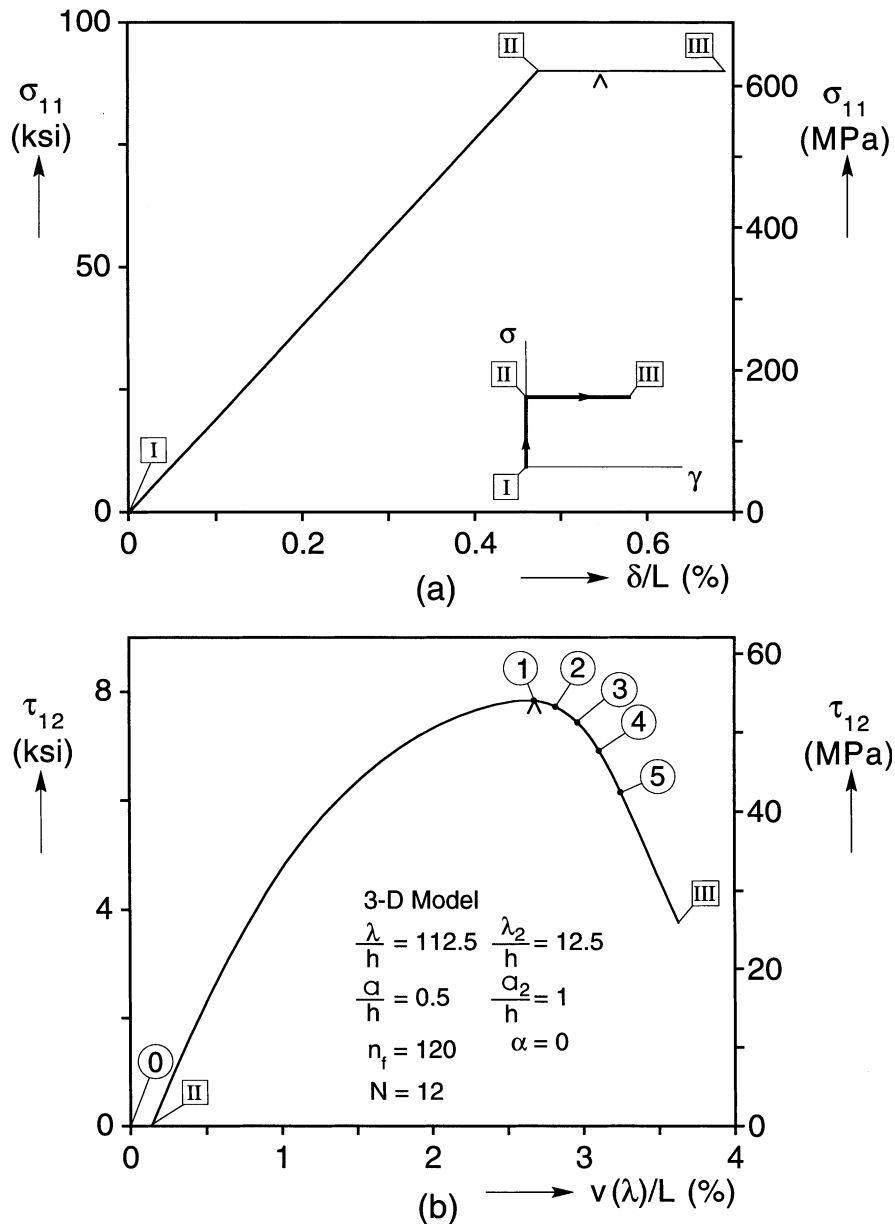 100
II
III
σ11
(ksi)
600
σ11
(MPa)
50
400
200
I
σ
II
III
I
γ
0
0
0
0.2
0.4
0.6
δ/L (%)
(a)
1
2
3
4
5
60
8
τ12
(ksi)
τ12
(MPa)
40
III
3-D Model
λ/h = 112.5 λ2/h = 12.5
a/h = 0.5 a2/h = 1
nf = 120 α = 0
N = 12
4
20
0
II
0
0
0
1
2
3
4
v(λ)/L (%)
(b)